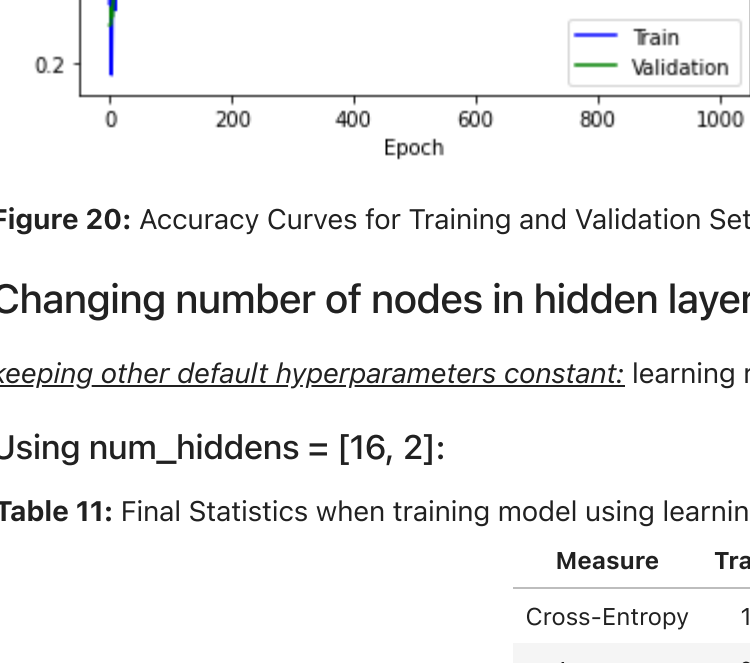 Train
0.2
Validation
0 200 400 600 800 1000
Epoch
Figure 20: Accuracy Curves for Training and Validation Set
Changing number of nodes in hidden layer
keeping other default hyperparameters constant: learning
Using num_hiddens = [16, 2]:
Table 11: Final Statistics when training model using
Measure
Cross-Entropy 1